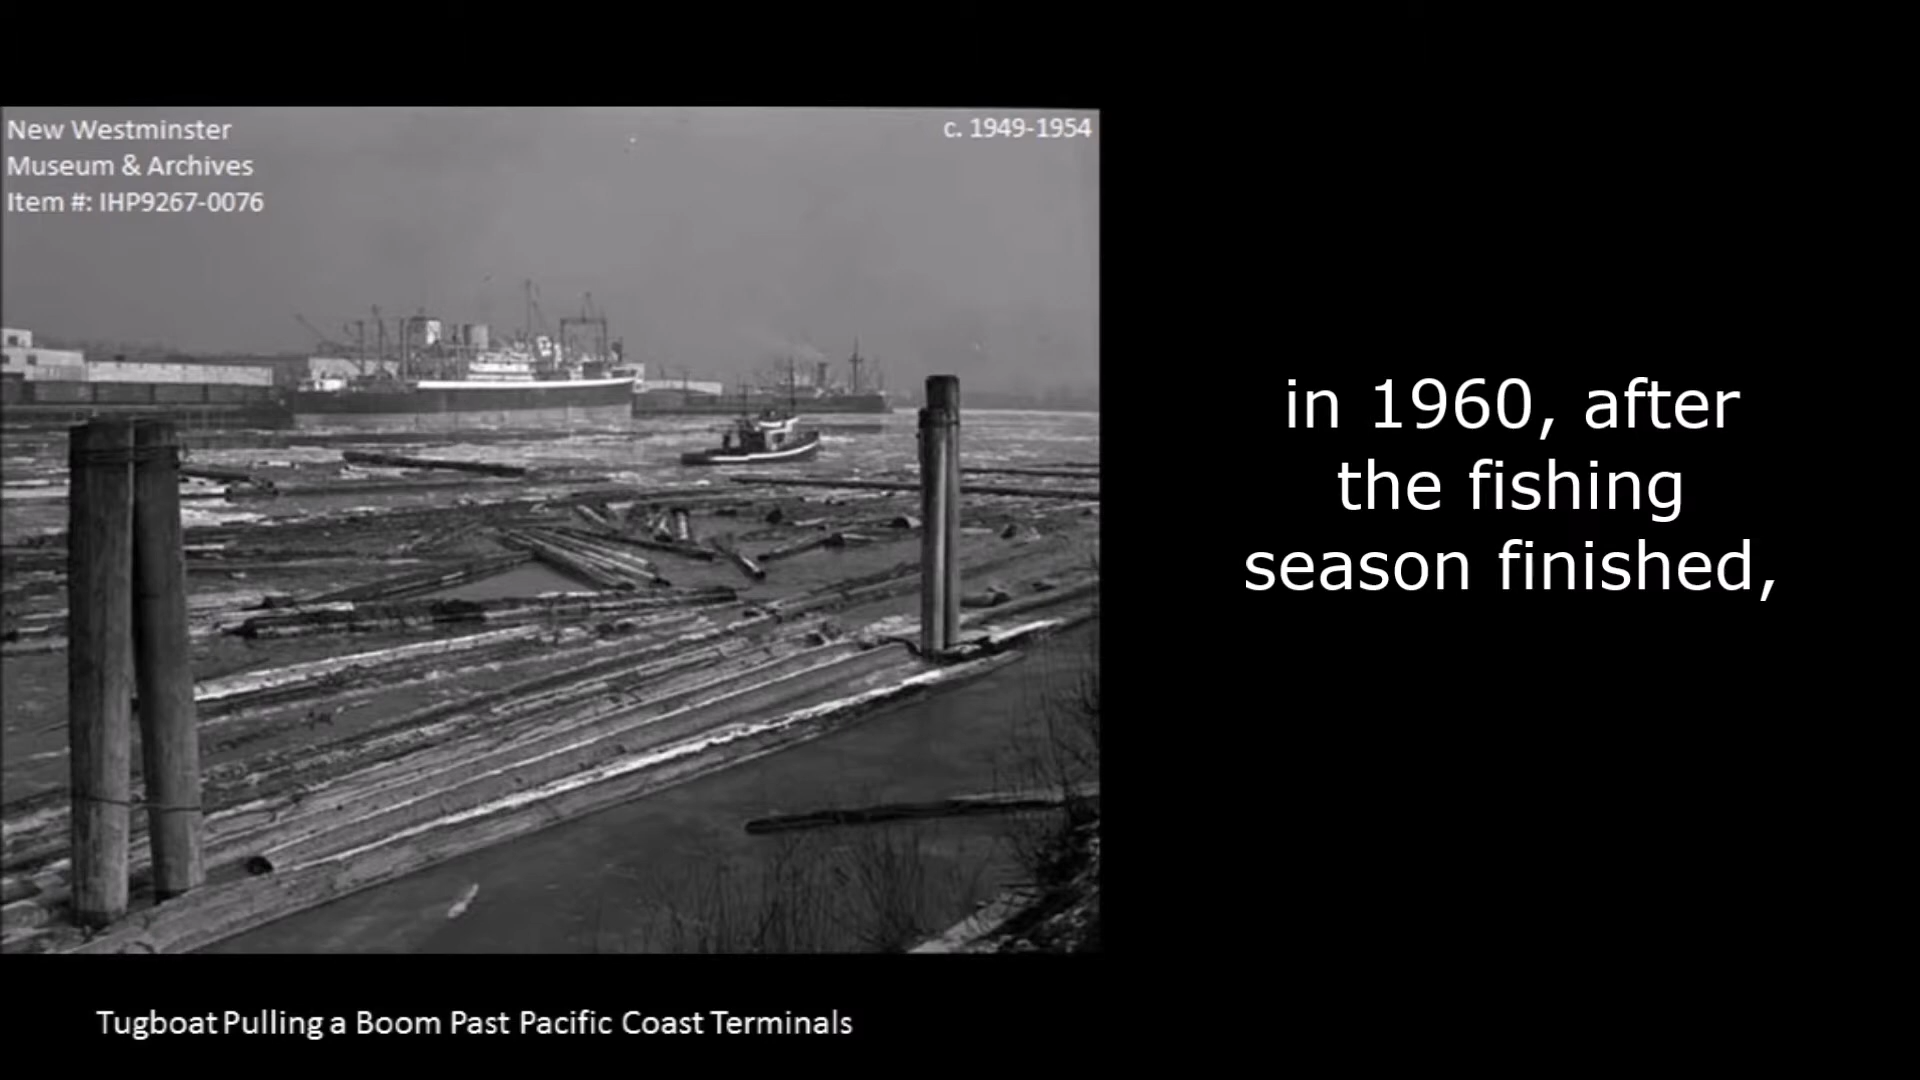 New Westminster
Museum & Archives
Item #: IHP9267-0076
c. 1949-1954
in 1960, after
the fishing
season finished,
Tugboat Pulling a Boom Past Pacific Coast Terminals